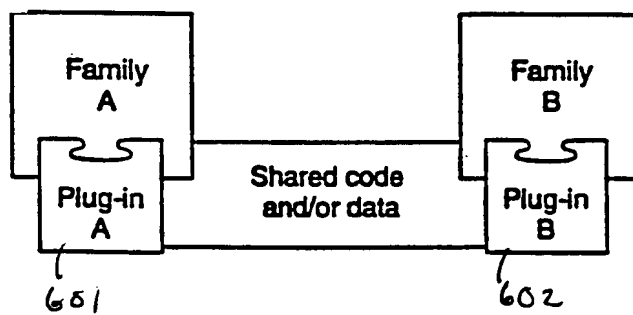 Family
A
Family
B
Shared code
and/or data
Plug-in
A
Plug-in
B
601
602